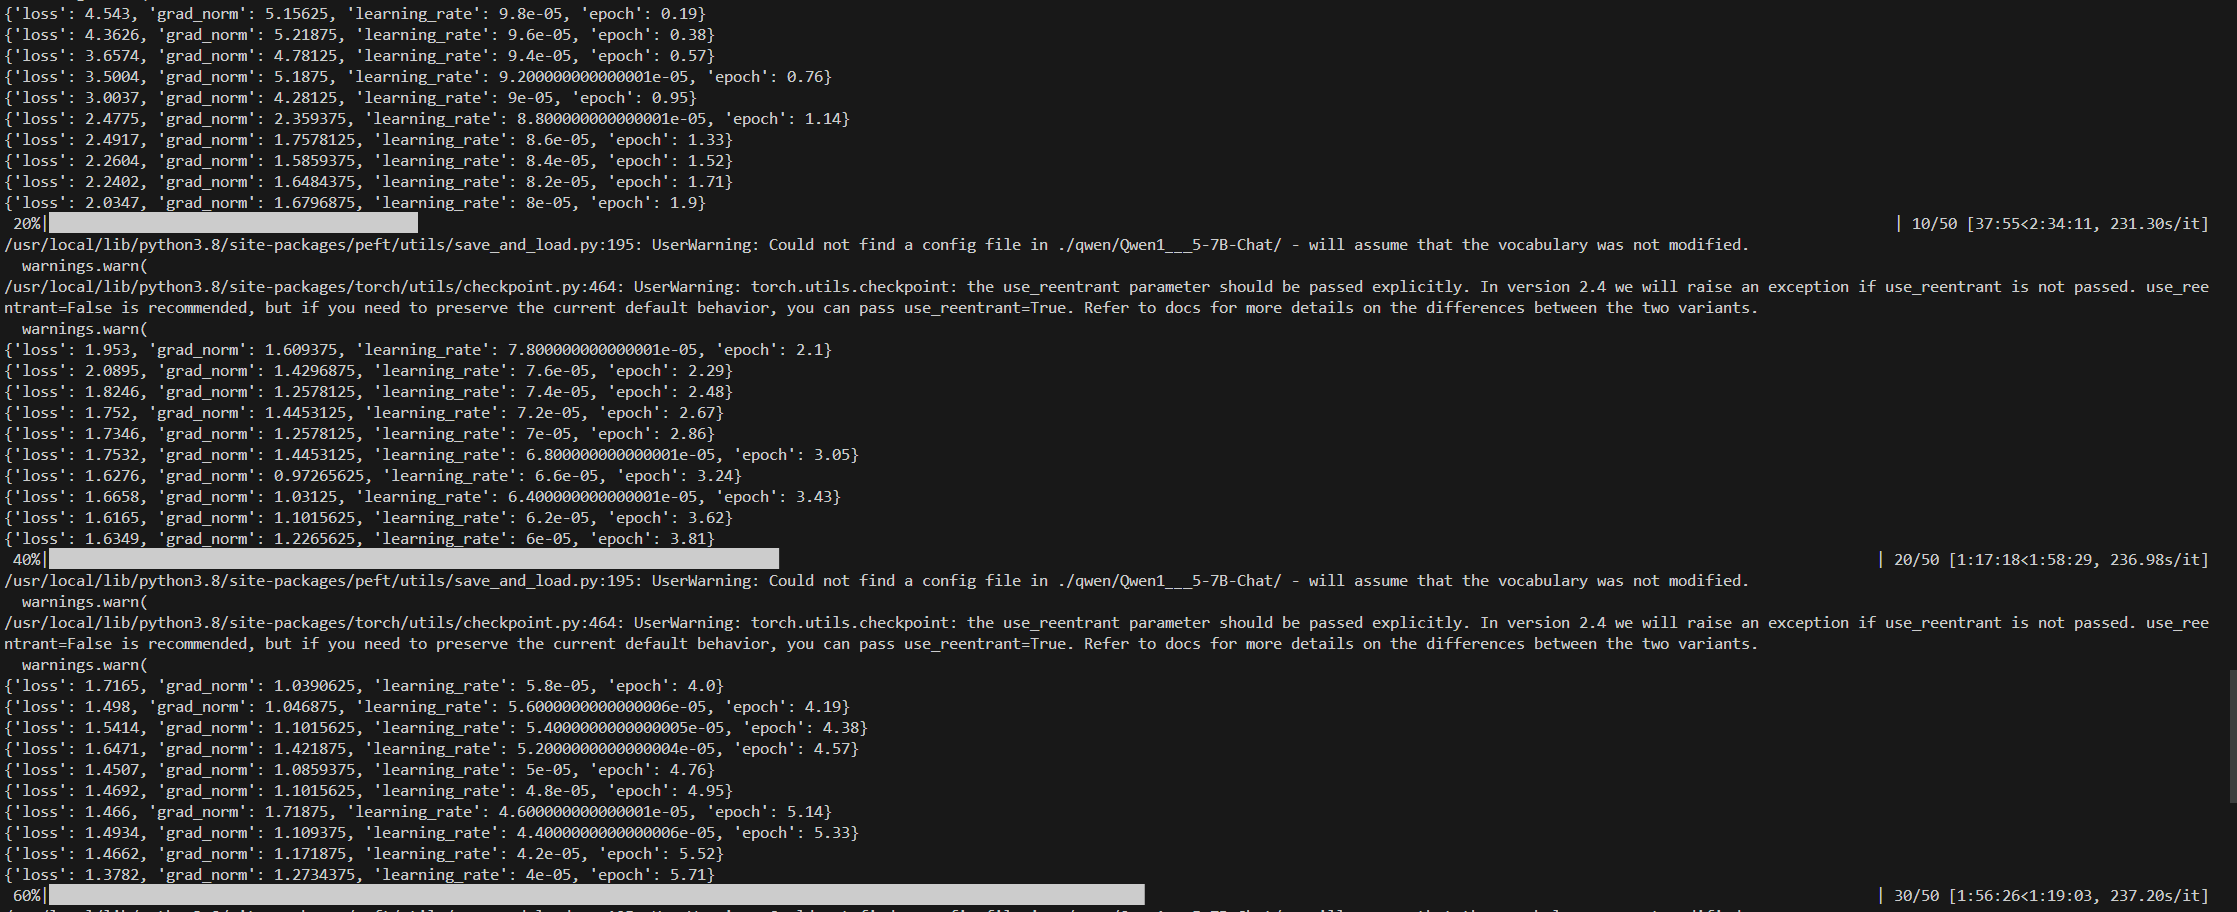 {'loss': 4.543, 'grad_norm': 5.15625, 'learning_rate': 9.8e-05, 'epoch': 0.19}
{'loss': 4.3626, 'grad_norm': 5.21875, 'learning_rate': 9.6e-05, 'epoch': 0.38}
{'loss': 3.6574, 'grad_norm': 4.78125, 'learning_rate': 9.4e-05, 'epoch': 0.57}
{'loss': 3.5004, 'grad_norm': 5.1875, 'learning_rate': 9.200000000000001e-05, 'epoch': 0.76}
{'loss': 3.0037, 'grad_norm': 4.28125, 'learning_rate': 9e-05, 'epoch': 0.95}
{'loss': 2.4775, 'grad_norm': 2.359375, 'learning_rate': 8.800000000000001e-05, 'epoch': 1.14}
{'loss': 2.4917, 'grad_norm': 1.7578125, 'learning_rate': 8.6e-05, 'epoch': 1.33}
{'loss': 2.2604, 'grad_norm': 1.5859375, 'learning_rate': 8.4e-05, 'epoch': 1.52}
{'loss': 2.2402, 'grad_norm': 1.6484375, 'learning_rate': 8.2e-05, 'epoch': 1.71}
{'loss': 2.0347, 'grad_norm': 1.6796875, 'learning_rate': 8e-05, 'epoch': 1.9}
20%| | 10/50 [37:55<2:34:11, 231.30s/it]
/usr/local/lib/python3.8/site-packages/peft/utils/save_and_load.py:195: UserWarning: Could not find a config file in ./qwen/Qwen1___5-7B-Chat/ - will assume that the vocabulary was not modified.
warnings.warn(
/usr/local/lib/python3.8/site-packages/torch/utils/checkpoint.py:464: UserWarning: torch.utils.checkpoint: the use_reentrant parameter should be passed explicitly. In version 2.4 we will raise an exception if use_reentrant is not passed. use_ree
ntrant=False is recommended, but if you need to preserve the current default behavior, you can pass use_reentrant=True. Refer to docs for more details on the differences between the two variants.
warnings.warn(
{'loss': 1.953, 'grad_norm': 1.609375, 'learning_rate': 7.800000000000001e-05, 'epoch': 2.1}
{'loss': 2.0895, 'grad_norm': 1.4296875, 'learning_rate': 7.6e-05, 'epoch': 2.29}
{'loss': 1.8246, 'grad_norm': 1.2578125, 'learning_rate': 7.4e-05, 'epoch': 2.48}
{'loss': 1.752, 'grad_norm': 1.4453125, 'learning_rate': 7.2e-05, 'epoch': 2.67}
{'loss': 1.7346, 'grad_norm': 1.2578125, 'learning_rate': 7e-05, 'epoch': 2.86}
{'loss': 1.7532, 'grad_norm': 1.4453125, 'learning_rate': 6.800000000000001e-05, 'epoch': 3.05}
{'loss': 1.6276, 'grad_norm': 0.97265625, 'learning_rate': 6.6e-05, 'epoch': 3.24}
{'loss': 1.6658, 'grad_norm': 1.03125, 'learning_rate': 6.400000000000001e-05, 'epoch': 3.43}
{'loss': 1.6165, 'grad_norm': 1.1015625, 'learning_rate': 6.2e-05, 'epoch': 3.62}
{'loss': 1.6349, 'grad_norm': 1.2265625, 'learning_rate': 6e-05, 'epoch': 3.81}
40%| | 20/50 [1:17:18<1:58:29, 236.98s/it]
/usr/local/lib/python3.8/site-packages/peft/utils/save_and_load.py:195: UserWarning: Could not find a config file in ./qwen/Qwen1___5-7B-Chat/ - will assume that the vocabulary was not modified.
warnings.warn(
/usr/local/lib/python3.8/site-packages/torch/utils/checkpoint.py:464: UserWarning: torch.utils.checkpoint: the use_reentrant parameter should be passed explicitly. In version 2.4 we will raise an exception if use_reentrant is not passed. use_ree
ntrant=False is recommended, but if you need to preserve the current default behavior, you can pass use_reentrant=True. Refer to docs for more details on the differences between the two variants.
warnings.warn(
{'loss': 1.7165, 'grad_norm': 1.0390625, 'learning_rate': 5.8e-05, 'epoch': 4.0}
{'loss': 1.498, 'grad_norm': 1.046875, 'learning_rate': 5.6000000000000006e-05, 'epoch': 4.19}
{'loss': 1.5414, 'grad_norm': 1.1015625, 'learning_rate': 5.4000000000000005e-05, 'epoch': 4.38}
{'loss': 1.6471, 'grad_norm': 1.421875, 'learning_rate': 5.2000000000000004e-05, 'epoch': 4.57}
{'loss': 1.4507, 'grad_norm': 1.0859375, 'learning_rate': 5e-05, 'epoch': 4.76}
{'loss': 1.4692, 'grad_norm': 1.1015625, 'learning_rate': 4.8e-05, 'epoch': 4.95}
{'loss': 1.466, 'grad_norm': 1.71875, 'learning_rate': 4.600000000000001e-05, 'epoch': 5.14}
{'loss': 1.4934, 'grad_norm': 1.109375, 'learning_rate': 4.4000000000000006e-05, 'epoch': 5.33}
{'loss': 1.4662, 'grad_norm': 1.171875, 'learning_rate': 4.2e-05, 'epoch': 5.52}
{'loss': 1.3782, 'grad_norm': 1.2734375, 'learning_rate': 4e-05, 'epoch': 5.71}
60%| | 30/50 [1:56:26<1:19:03, 237.20s/it]